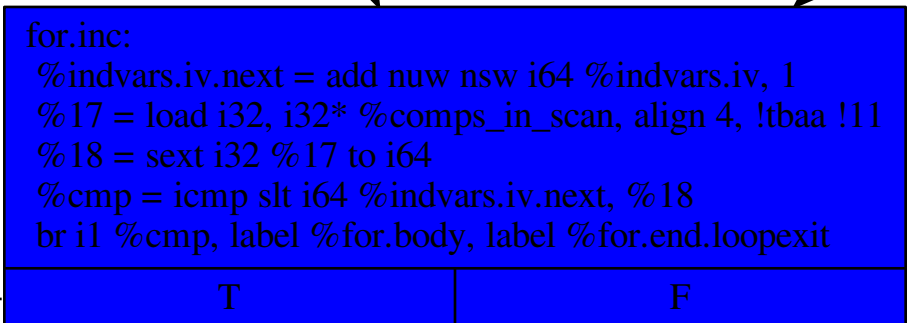 for.inc:
%indvars.iv.next = add nuw nsw i64 %indvars.iv, 1
%17 = load i32, i32* %comps_in_scan, align 4, !tbaa !11
%18 = sext i32 %17 to i64
%cmp = icmp slt i64 %indvars.iv.next, %18
br i1 %cmp, label %for.body, label %for.end.loopexit
T F